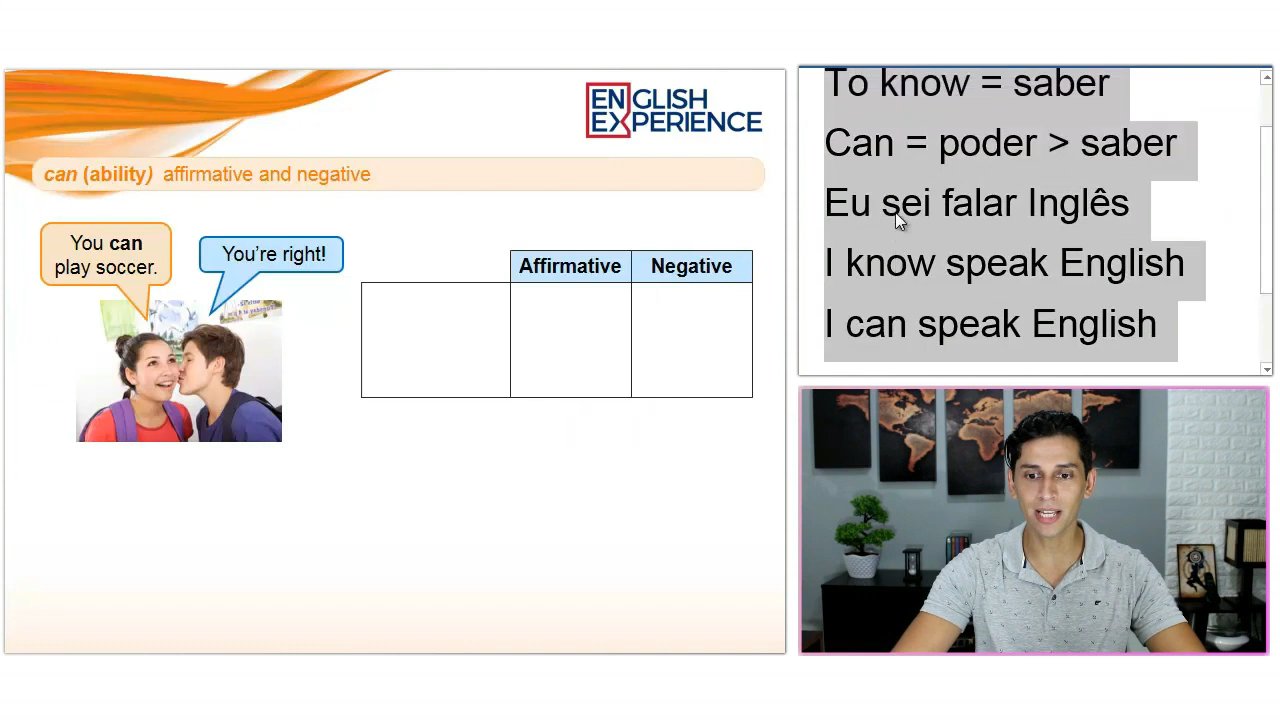 ENGLISH
EXPERIENCE
can (ability) affirmative and negative
You can
play soccer.
You're right!
Affirmative Negative
To know = saber
Can = poder > saber
Eu sei falar Inglês
I know speak English
I can speak English